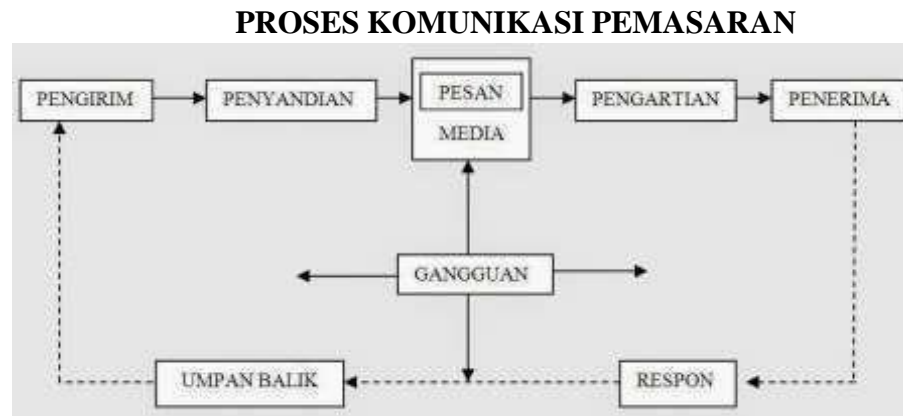 PROSES KOMUNIKASI PEMASARAN
PENGIRIM
PENYANDIAN
PESAN
MEDIA
PENGARTIAN
PENERIMA
GANGGUAN
UMPAN BALIK
RESPON